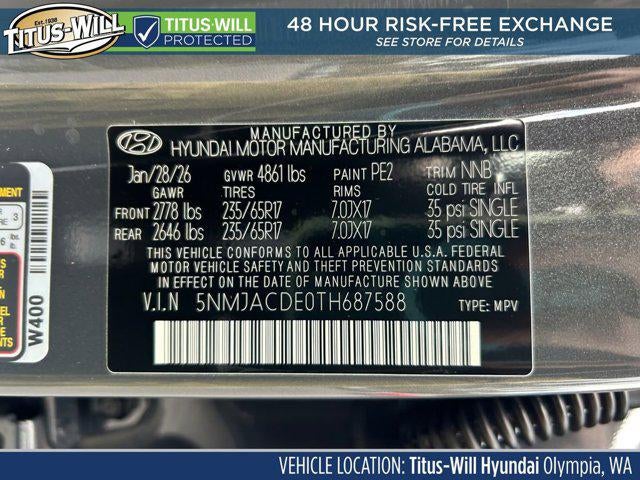 Since 1938
TITUS-WILL
TITUS-WILL
PROTECTED
48 HOUR RISK-FREE EXCHANGE
SEE STORE FOR DETAILS
MANUFACTURED BY
HYUNDAI MOTOR MANUFACTURING ALABAMA, LLC
Jan/28/26 GVWR 4861 lbs PAINT PE2 TRIM NNB
GAWR TIRES RIMS COLD TIRE INFL
FRONT 2778 lbs 235/65R17 7.0JX17 35 psi SINGLE
REAR 2646 lbs 235/65R17 7.0JX17 35 psi SINGLE
THIS VEHICLE CONFORMS TO ALL APPLICABLE U.S.A. FEDERAL
MOTOR VEHICLE SAFETY AND THEFT PREVENTION STANDARDS
IN EFFECT ON THE DATE OF MANUFACTURE SHOWN ABOVE
V.I.N 5NMJACDE0TH687588 TYPE: MPV
3
W400
VEHICLE LOCATION: Titus-Will Hyundai Olympia, WA